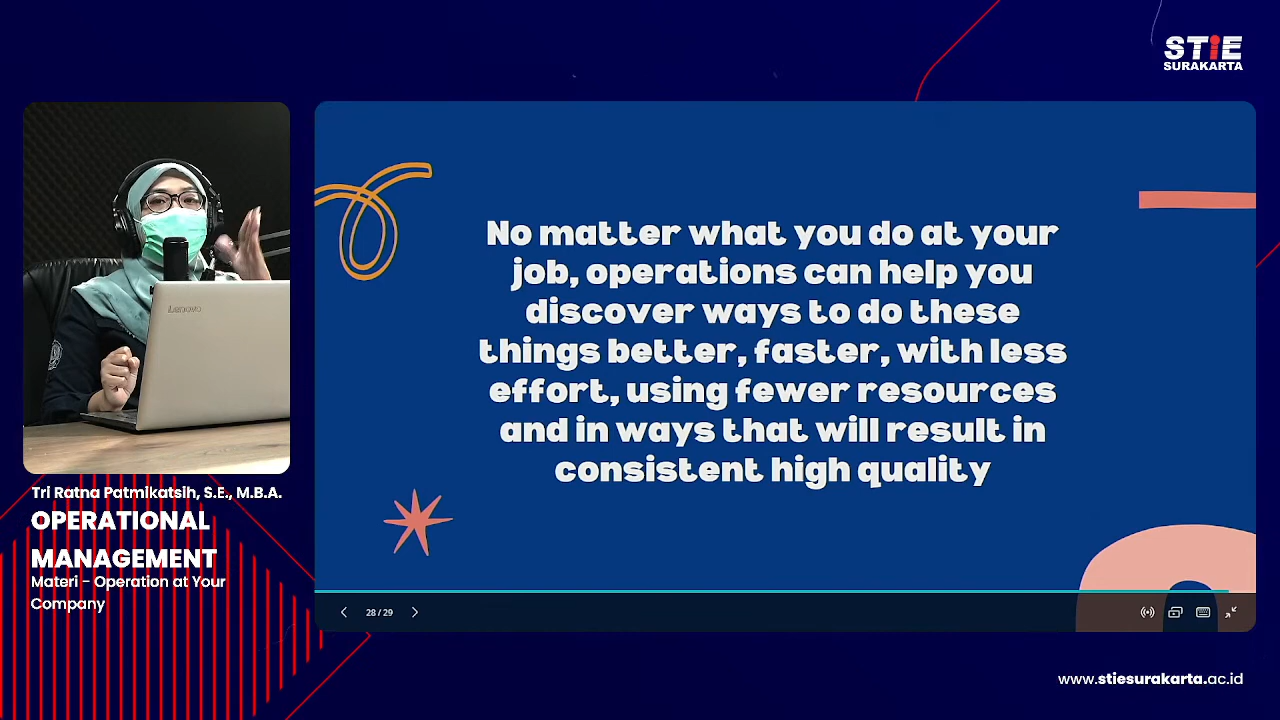 STiE
SURAKARTA
No matter what you do at your
job, operations can help you
discover ways to do these
things better, faster, with less
effort, using fewer resources
and in ways that will result in
consistent high quality
Lenovo
Tri Ratna Patmikatsih, S.E., M.B.A.
OPERATIONAL
MANAGEMENT
Materi - Operation at Your
Company
28 / 29
www.stiesurakarta.ac.id